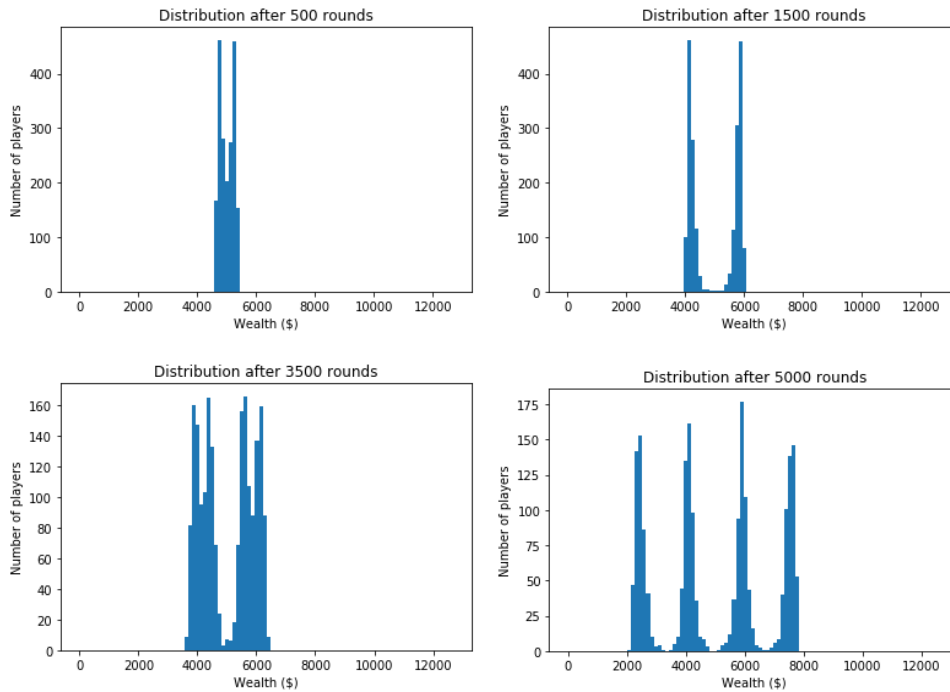 Distribution after 500 rounds
Number of players
400
300
200
100
0
0 2000 4000 6000 8000 10000 12000
Wealth ($)
Distribution after 1500 rounds
Number of players
400
300
200
100
0
0 2000 4000 6000 8000 10000 12000
Wealth ($)
Distribution after 3500 rounds
Number of players
160
140
120
100
80
60
40
20
0
0 2000 4000 6000 8000 10000 12000
Wealth ($)
Distribution after 5000 rounds
Number of players
175
150
125
100
75
50
25
0
0 2000 4000 6000 8000 10000 12000
Wealth ($)